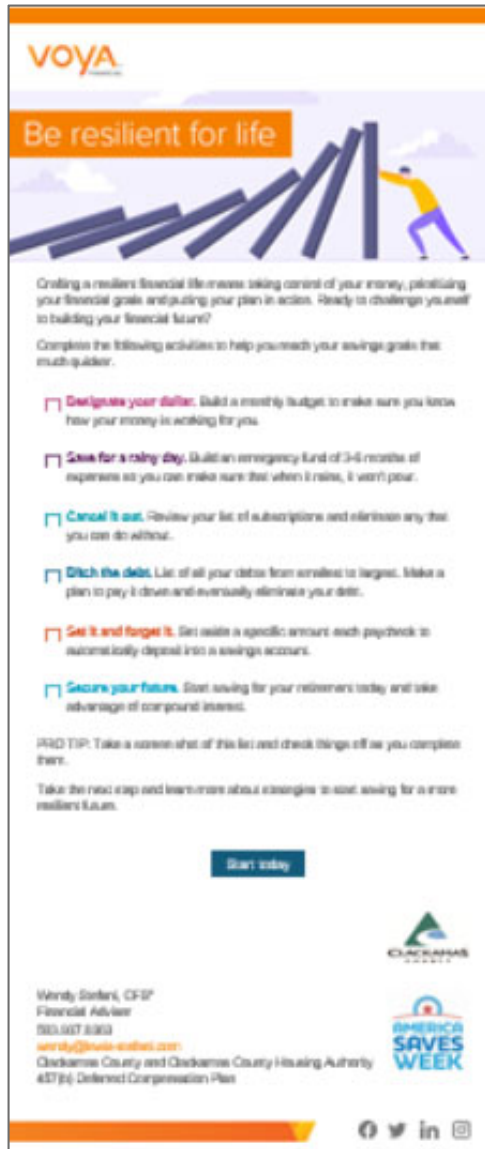 VOYA
FINANCIAL
Be resilient for life
Crafting a resilient financial life means taking control of your money, prioritizing
your financial goals and putting your plan in action. Ready to challenge yourself
to building your financial future?
Complete the following activities to help you reach your savings goals that
much quicker.
Designate your dollar. Build a monthly budget to make sure you know
how your money is working for you.
Save for a rainy day. Build an emergency fund of 3-6 months of
expenses so you can make sure that when it rains, it won't pour.
Cancel it out. Review your list of subscriptions and eliminate any that
you can do without.
Ditch the debt. List of all your debts from smallest to largest. Make a
plan to pay it down and eventually eliminate your debt.
Set it and forget it. Set aside a specific amount each paycheck to
automatically deposit into a savings account.
Secure your future. Start saving for your retirement today and take
advantage of compound interest.
PRO TIP: Take a screen shot of this list and check things off as you complete
them.
Take the next step and learn more about strategies to start saving for a more
resilient future.
Start today
CLACKAMAS
COUNTY
Wendy Stefani, CFP®
Financial Adviser
Clackamas County and Clackamas County Housing Authority
457(b) Deferred Compensation Plan
AMERICA
SAVES
WEEK